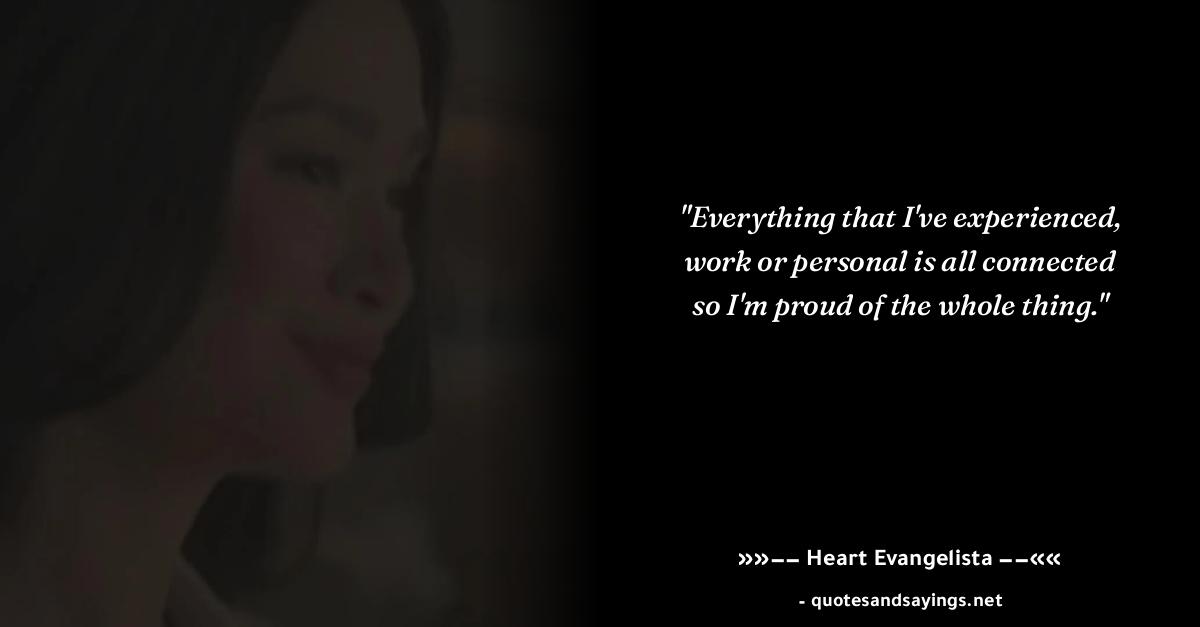 "Everything that I've experienced,
work or personal is all connected
so I'm proud of the whole thing."
»»−− Heart Evangelista −−««
- quotesandsayings.net